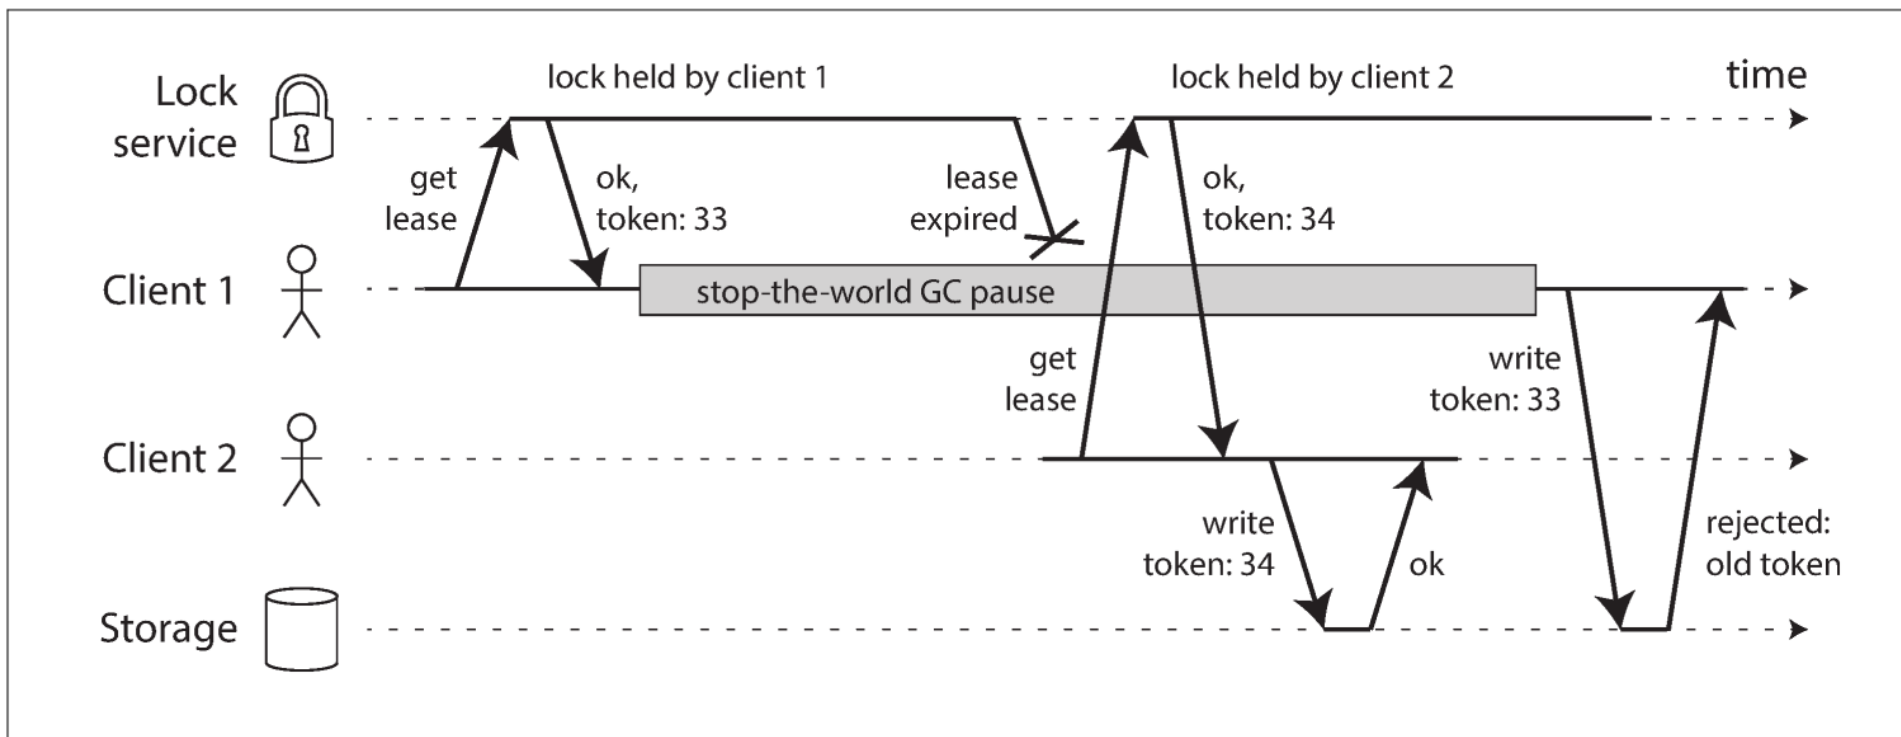 lock held by client 1
lock held by client 2
time
Lock
service
get
lease
ok,
token: 33
lease
expired
ok,
token: 34
Client 1
stop-the-world GC pause
get
lease
write
token: 33
Client 2
write
token: 34
ok
rejected:
old token
Storage